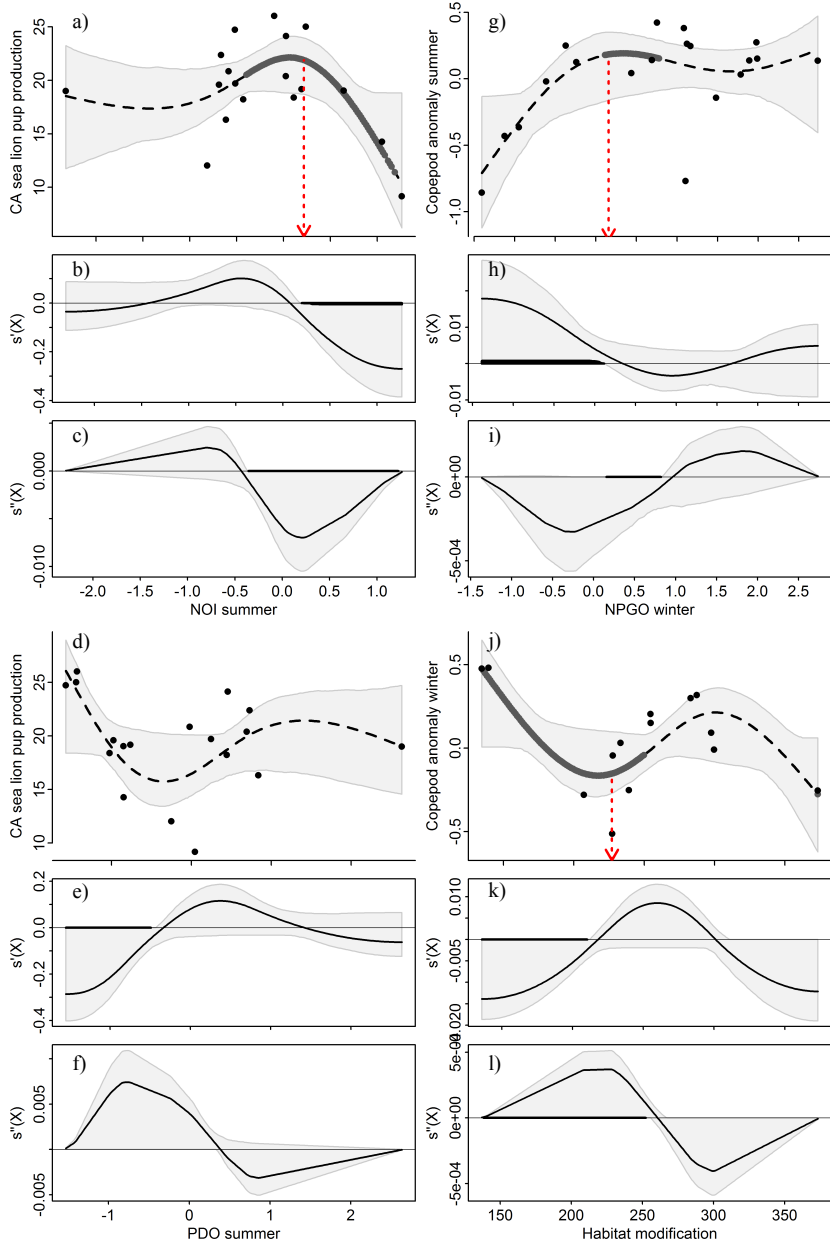 a)
CA sea lion pup production
25
20
15
10
b)
s'(X)
0.0
-0.2
-0.4
c)
s"(X)
0.000
-0.010
-2.0 -1.5 -1.0 -0.5 0.0 0.5 1.0
NOI summer
d)
CA sea lion pup production
25
20
15
10
e)
s'(X)
0.2
0.0
-0.2
-0.4
f)
s"(X)
0.005
-0.005
-1 0 1 2
PDO summer
g)
Copepod anomaly summer
0.5
0.0
-0.5
-1.0
h)
s'(X)
0.01
-0.01
i)
s"(X)
0e+00
-5e-04
-1.5 -1.0 -0.5 0.0 0.5 1.0 1.5 2.0 2.5
NPGO winter
j)
Copepod anomaly winter
0.5
0.0
-0.5
k)
s'(X)
0.010
-0.005
-0.020
l)
s"(X)
0e+00
-5e-04
150 200 250 300 350
Habitat modification